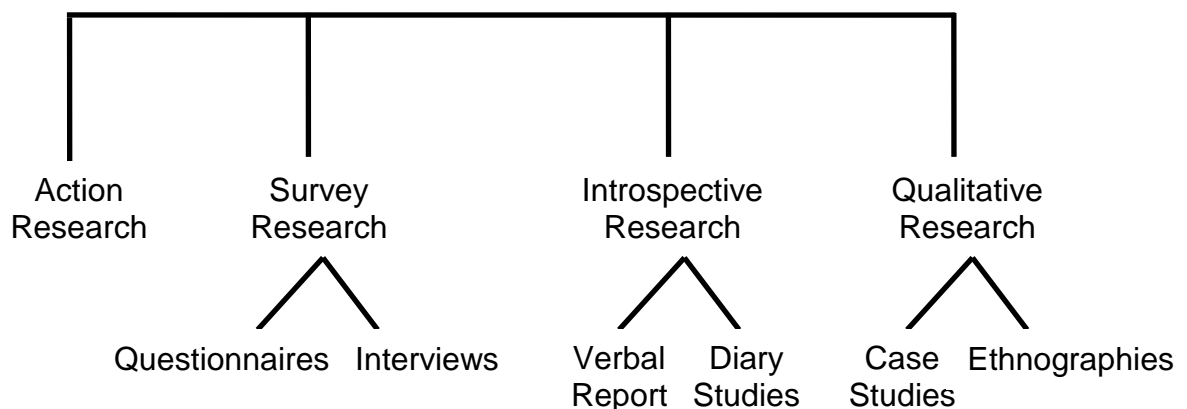 Action
Research
Survey
Research
Introspective
Research
Qualitative
Research
Questionnaires
Interviews
Verbal
Report
Diary
Studies
Case
Studies
Ethnographies